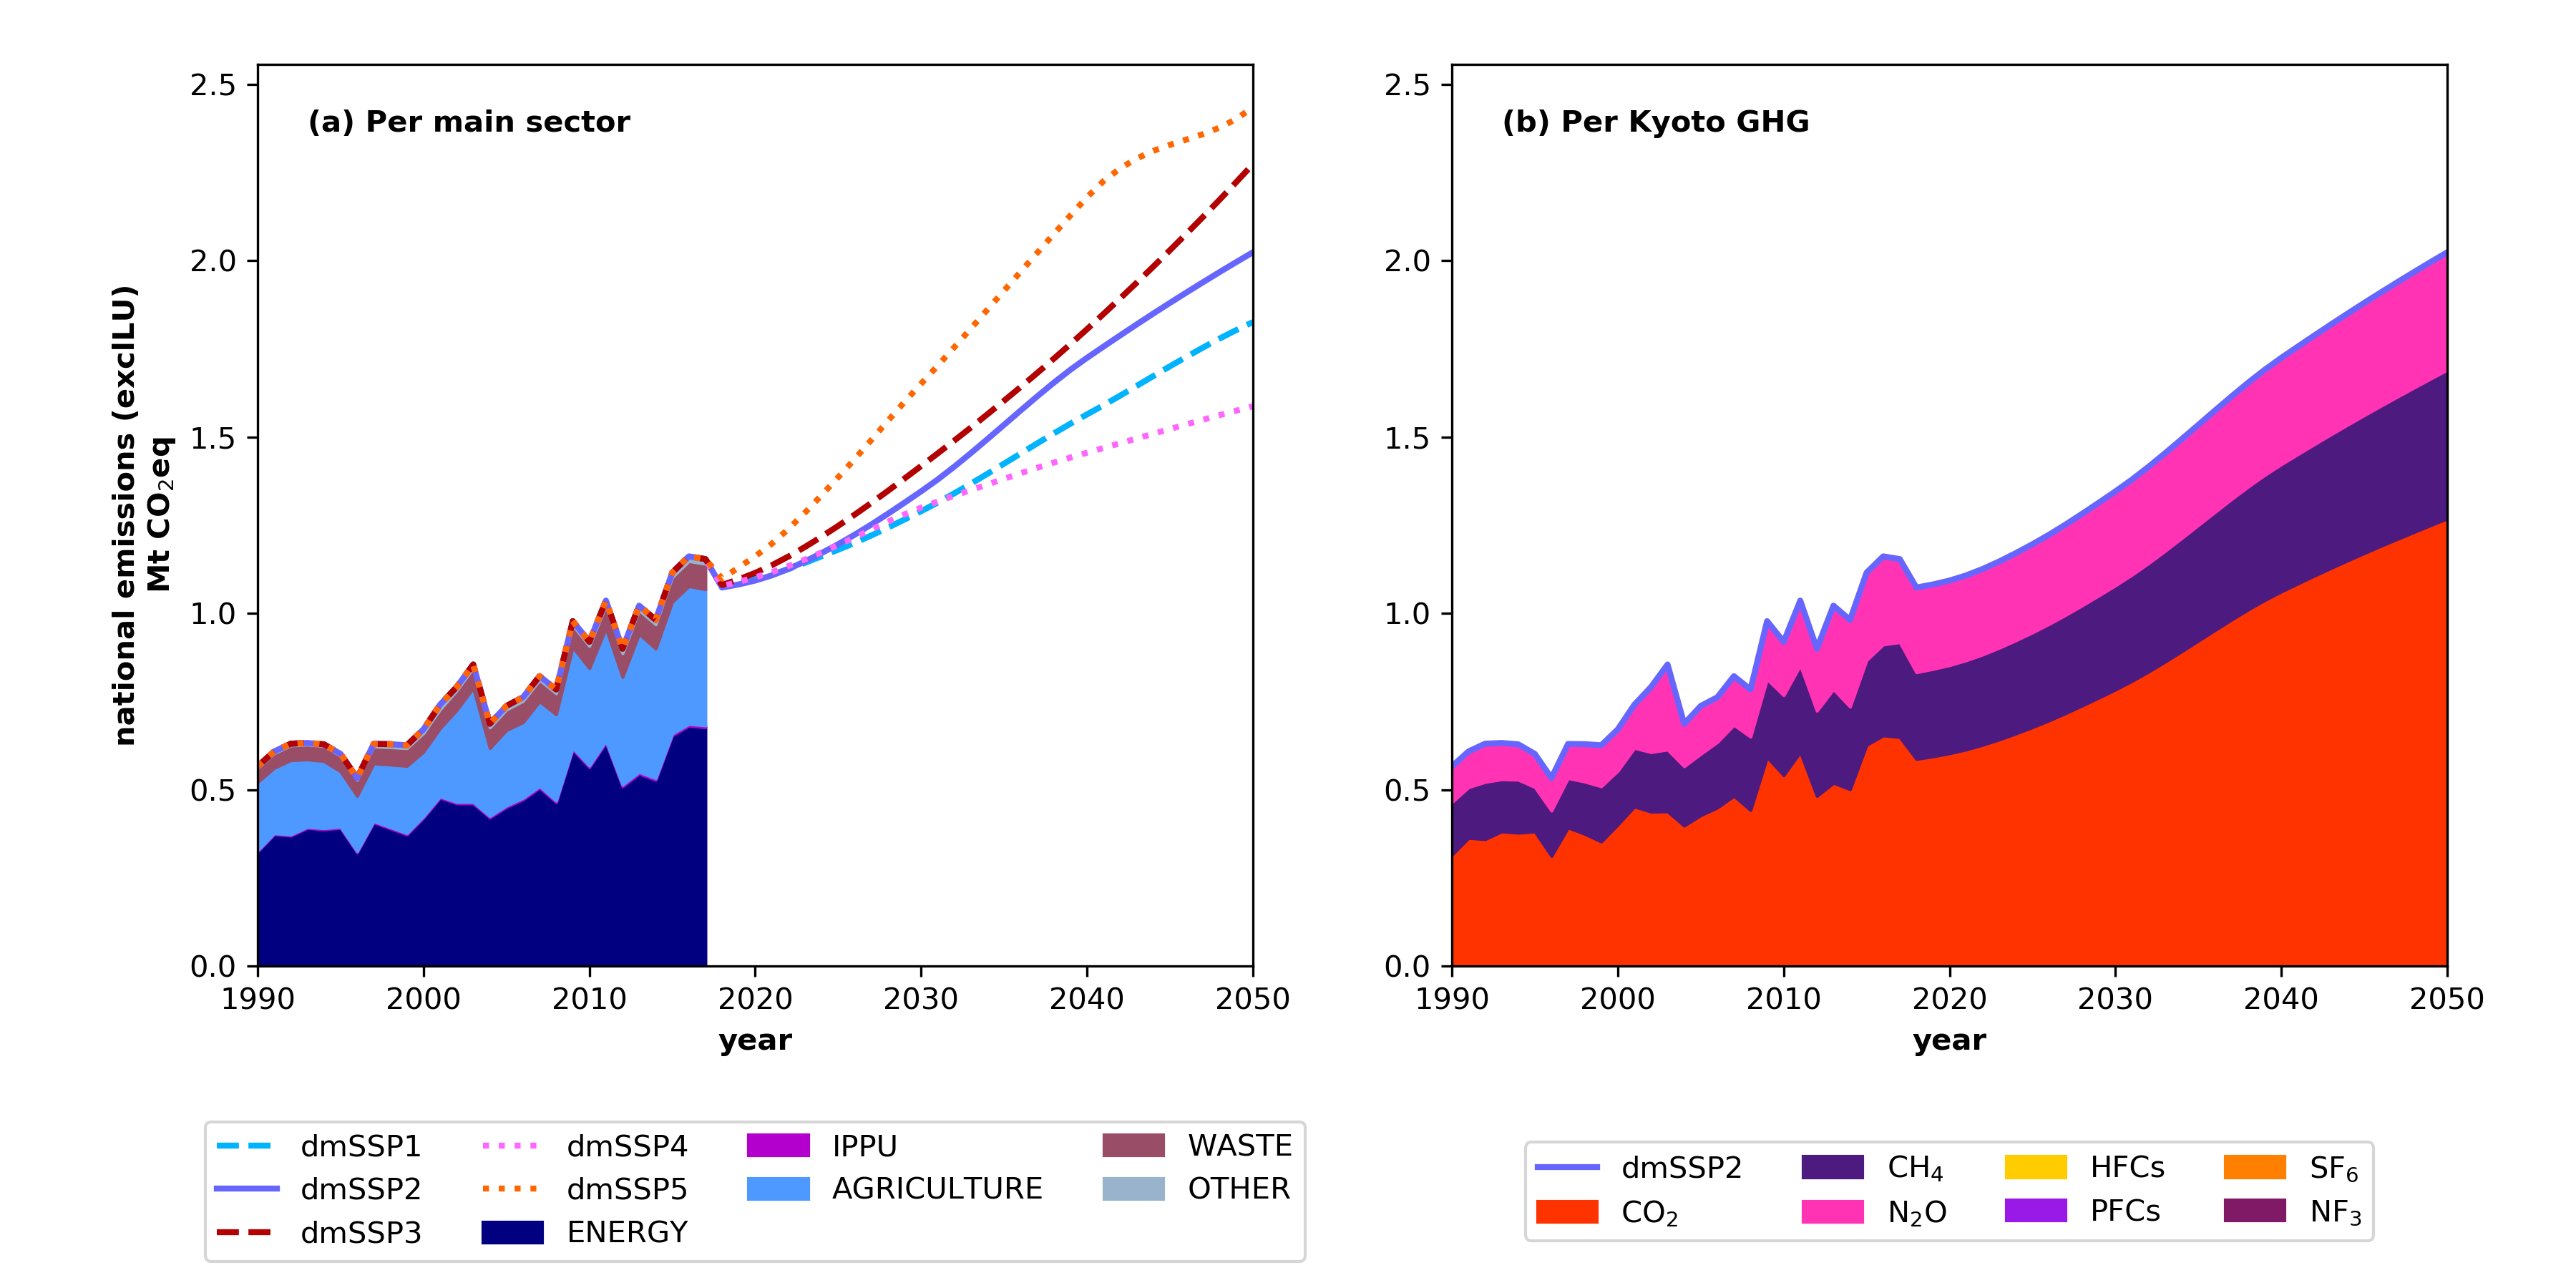 (a) Per main sector
national emissions (exclLU)
Mt CO₂eq
2.5
2.0
1.5
1.0
0.5
0.0
1990 2000 2010 2020 2030 2040 2050
year
dmSSP1 dmSSP4 IPPU WASTE
dmSSP2 dmSSP5 AGRICULTURE OTHER
dmSSP3 ENERGY
(b) Per Kyoto GHG
2.5
2.0
1.5
1.0
0.5
0.0
1990 2000 2010 2020 2030 2040 2050
year
dmSSP2 CH₄ HFCs SF₆
CO₂ N₂O PFCs NF₃